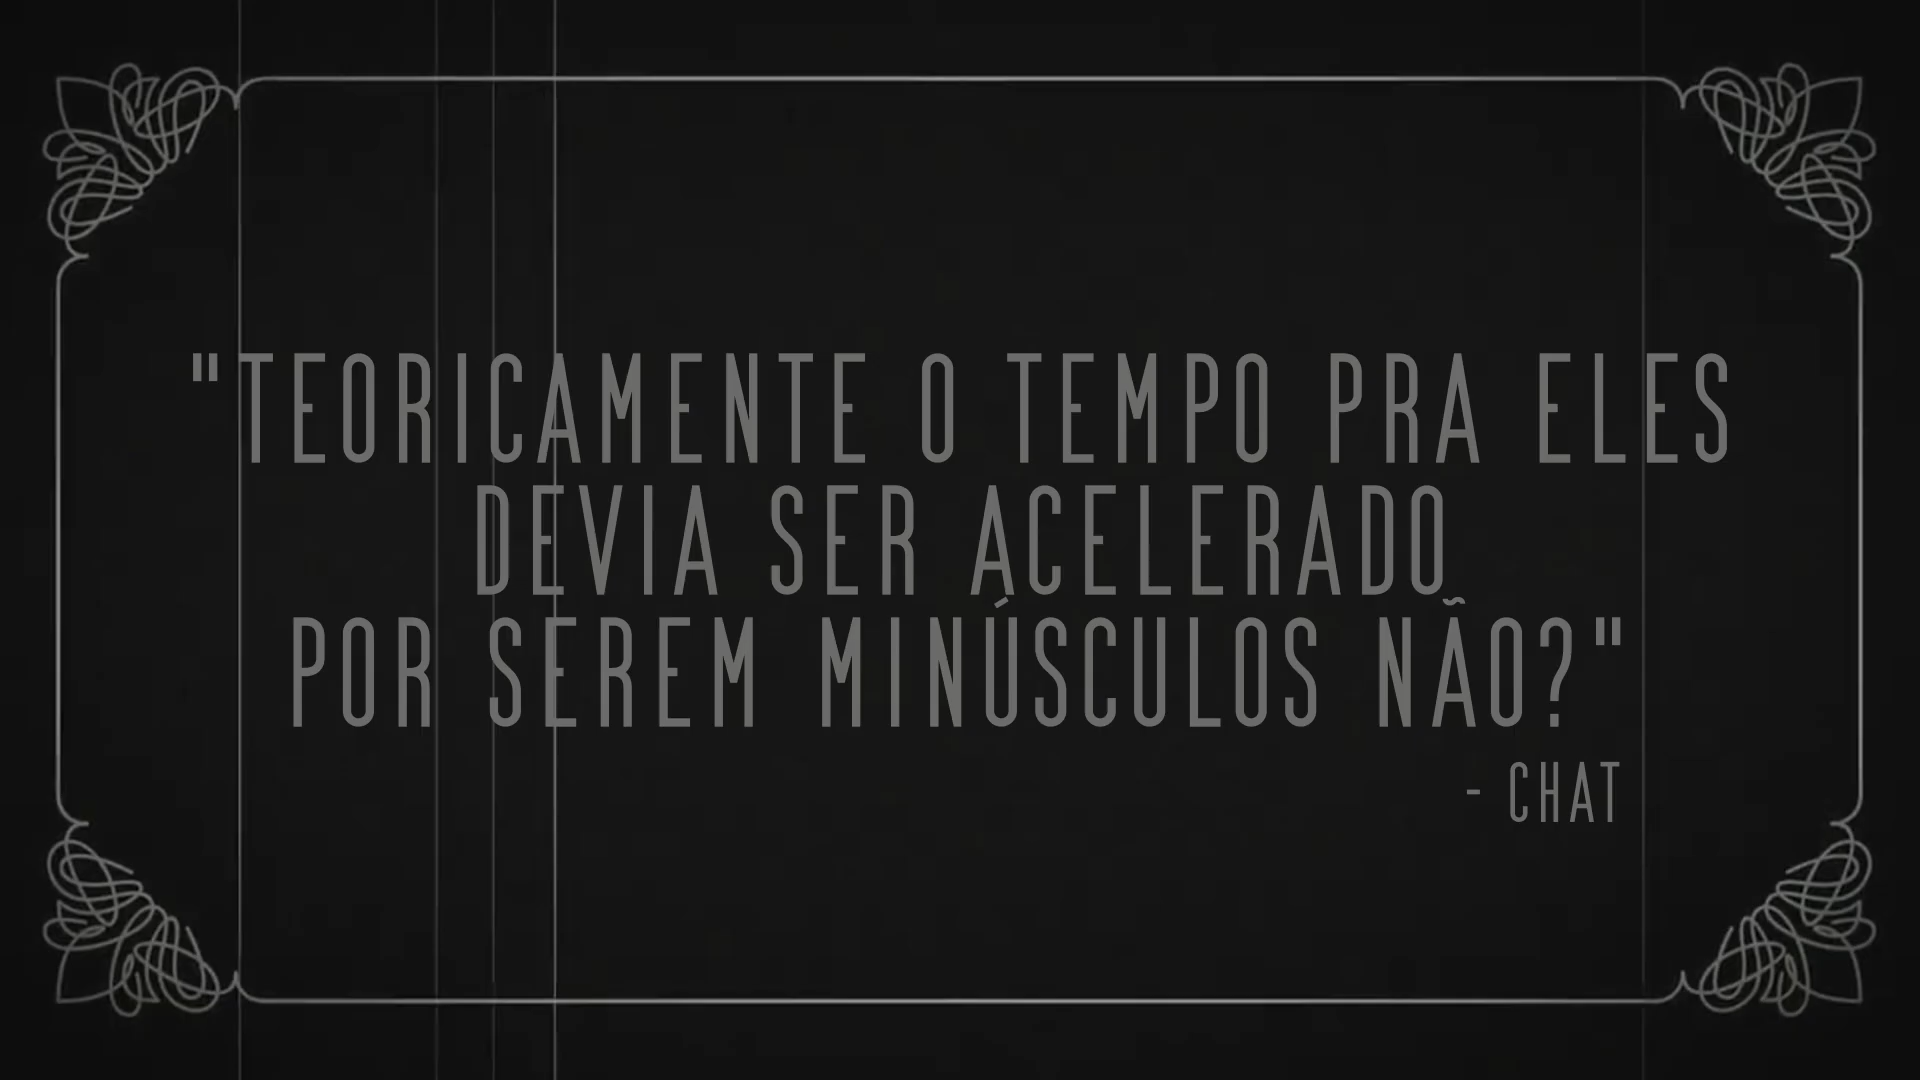 "TEORICAMENTE O TEMPO PRA ELES
DEVIA SER ACELERADO
POR SEREM MINÚSCULOS NÃO?"
- CHAT